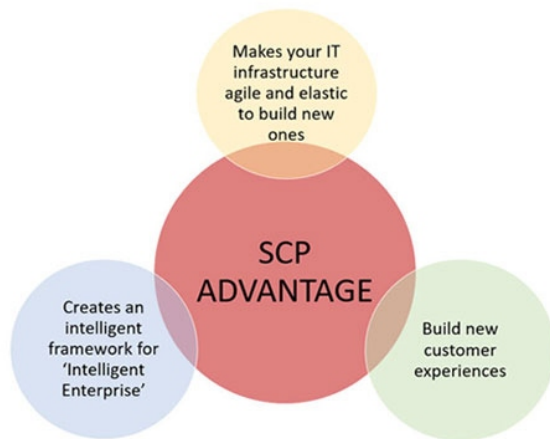 Makes your IT
infrastructure
agile and elastic
to build new
ones
SCP
ADVANTAGE
Creates an
intelligent
framework for
‘Intelligent
Enterprise’
Build new
customer
experiences